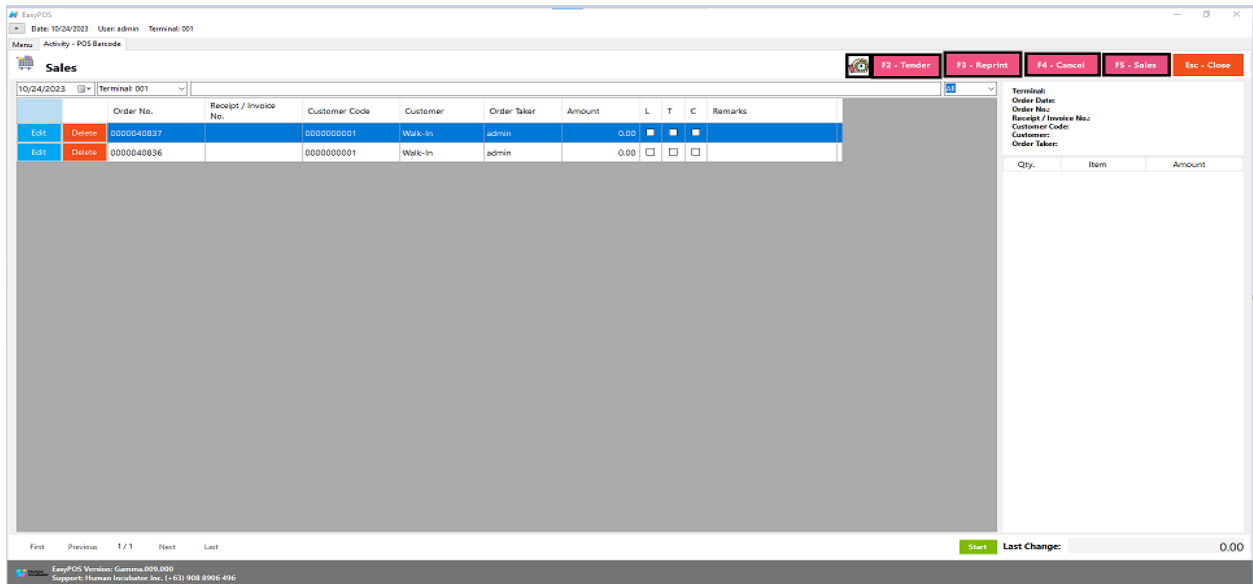 EasyPOS
Date: 10/24/2023 User: admin Terminal: 001
Menu Activity - POS Barcode
Sales
F2 - Tender F3 - Reprint F4 - Cancel F5 - Sales Esc - Close
10/24/2023 Terminal: 001 All
Order No. Receipt / Invoice No. Customer Code Customer Order Taker Amount L T C Remarks
Edit Delete 0000040837 0000000001 Walk-In admin 0.00
Edit Delete 0000040836 0000000001 Walk-In admin 0.00
Terminal:
Order Date:
Order No.:
Receipt / Invoice No.:
Customer Code:
Customer:
Order Taker:
Qty. Item Amount
First Previous 1 / 1 Next Last Start Last Change: 0.00
EasyPOS Version: Gamma.009.000
Support: Human Incubator Inc. (+63) 908 8906 496